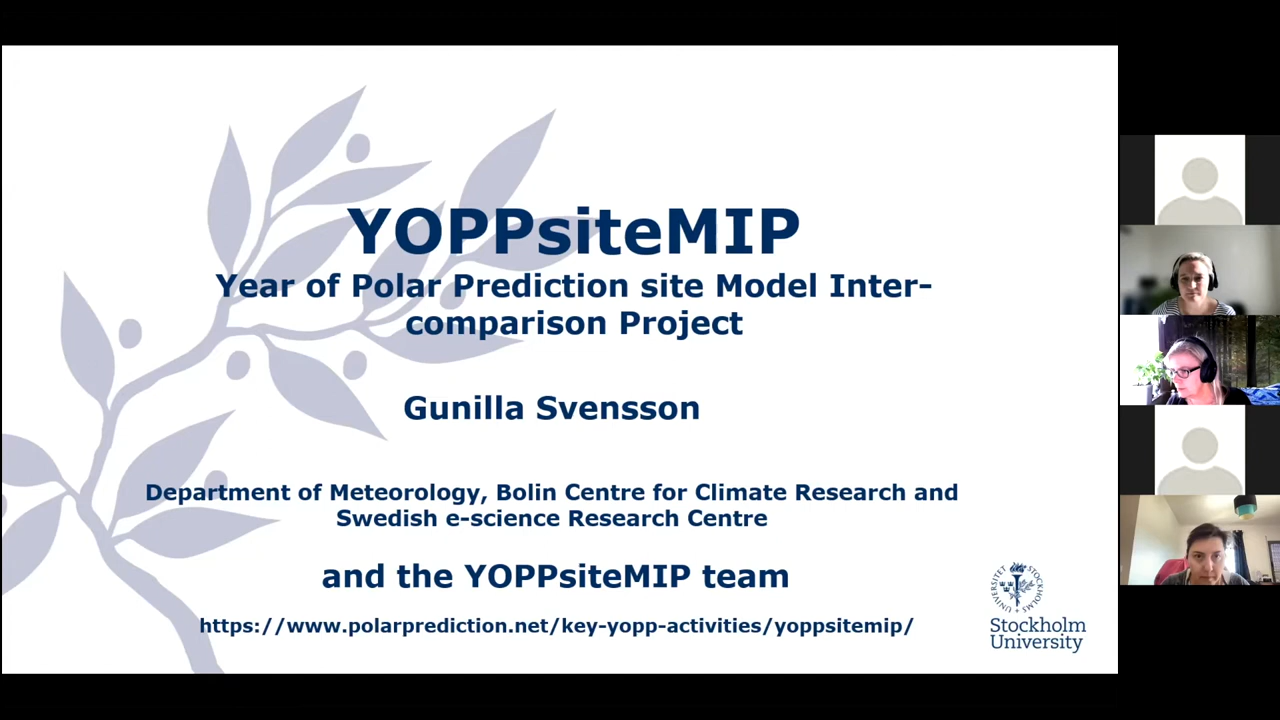 YOPPsiteMIP
Year of Polar Prediction site Model Inter-
comparison Project
Gunilla Svensson
Department of Meteorology, Bolin Centre for Climate Research and
Swedish e-science Research Centre
and the YOPPsiteMIP team
https://www.polarprediction.net/key-yopp-activities/yoppsitemip/
STOCKHOLMS
UNIVERSITET
Stockholm
University